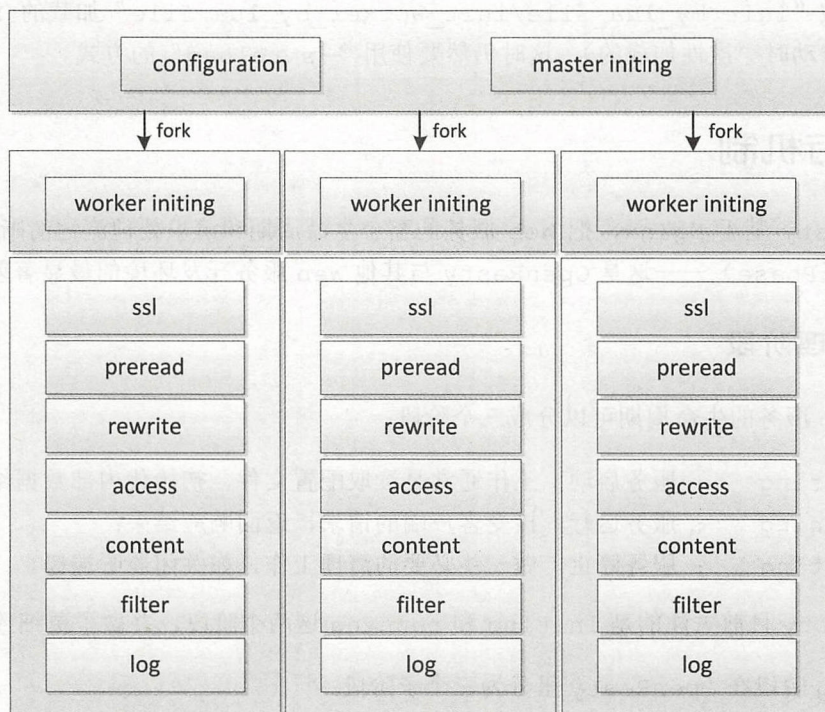 configuration master initing
fork fork fork
worker initing worker initing worker initing
ssl ssl ssl
preread preread preread
rewrite rewrite rewrite
access access access
content content content
filter filter filter
log log log